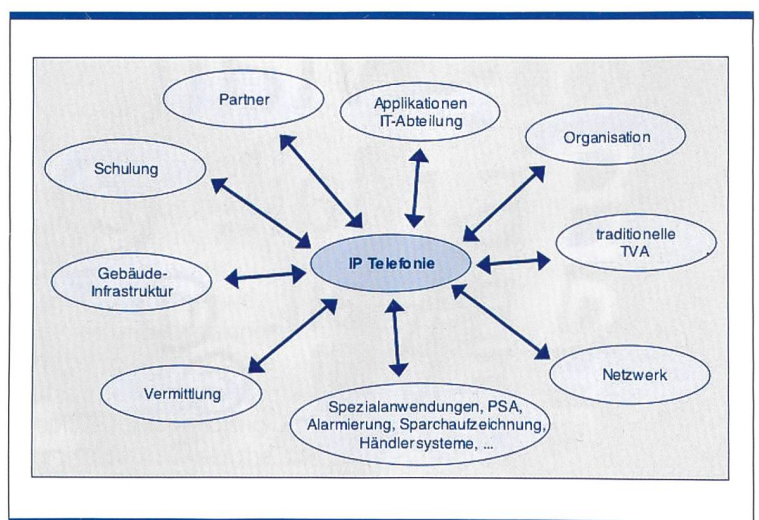 Partner
Applikationen
IT-Abteilung
Organisation
Schulung
traditionelle
TVA
IP Telefonie
Gebäude-
Infrastruktur
Netzwerk
Vermittlung
Spezialanwendungen, PSA,
Alarmierung, Sparchaufzeichnung,
Händlersysteme, ...